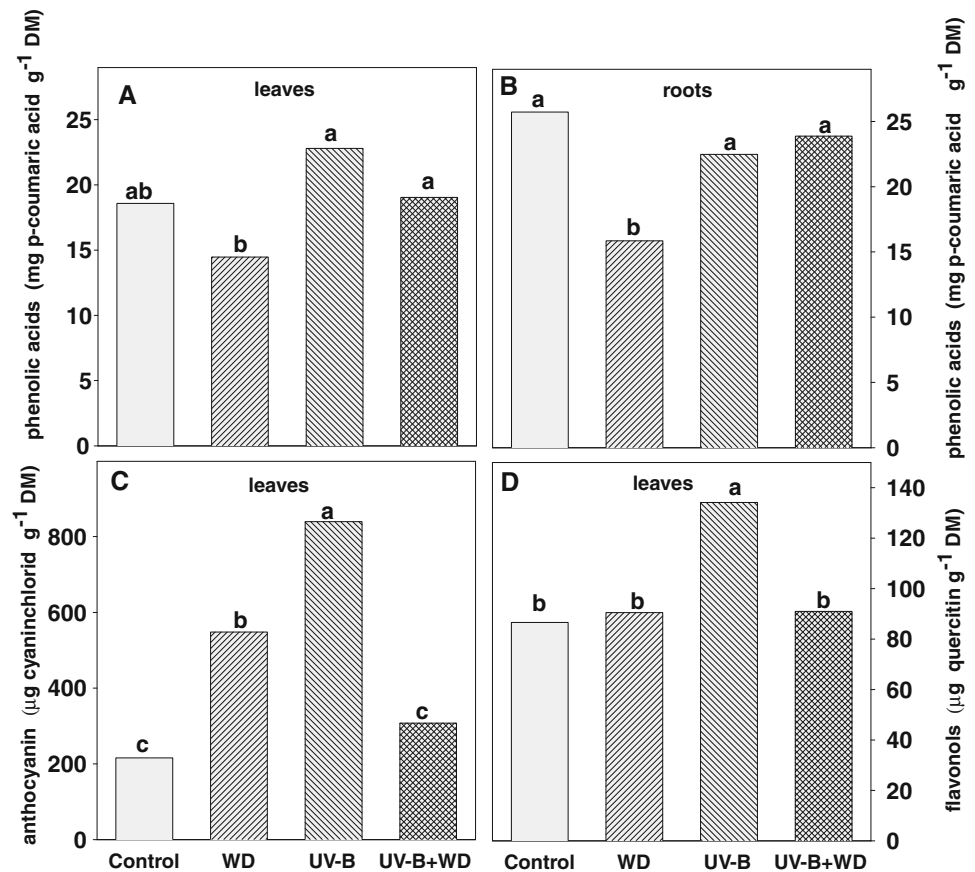 phenolic acids (mg p-coumaric acid g-1 DM)
A
leaves
25
20
15
10
5
0
ab
b
a
a
B
roots
a
b
a
a
25
20
15
10
5
0
phenolic acids (mg p-coumaric acid g-1 DM)
anthocyanin (µg cyaninchlorid g-1 DM)
C
leaves
800
600
400
200
0
c
b
a
c
Control WD UV-B UV-B+WD
D
leaves
b
b
a
b
140
120
100
80
60
40
20
0
flavonols (µg quercitin g-1 DM)
Control WD UV-B UV-B+WD